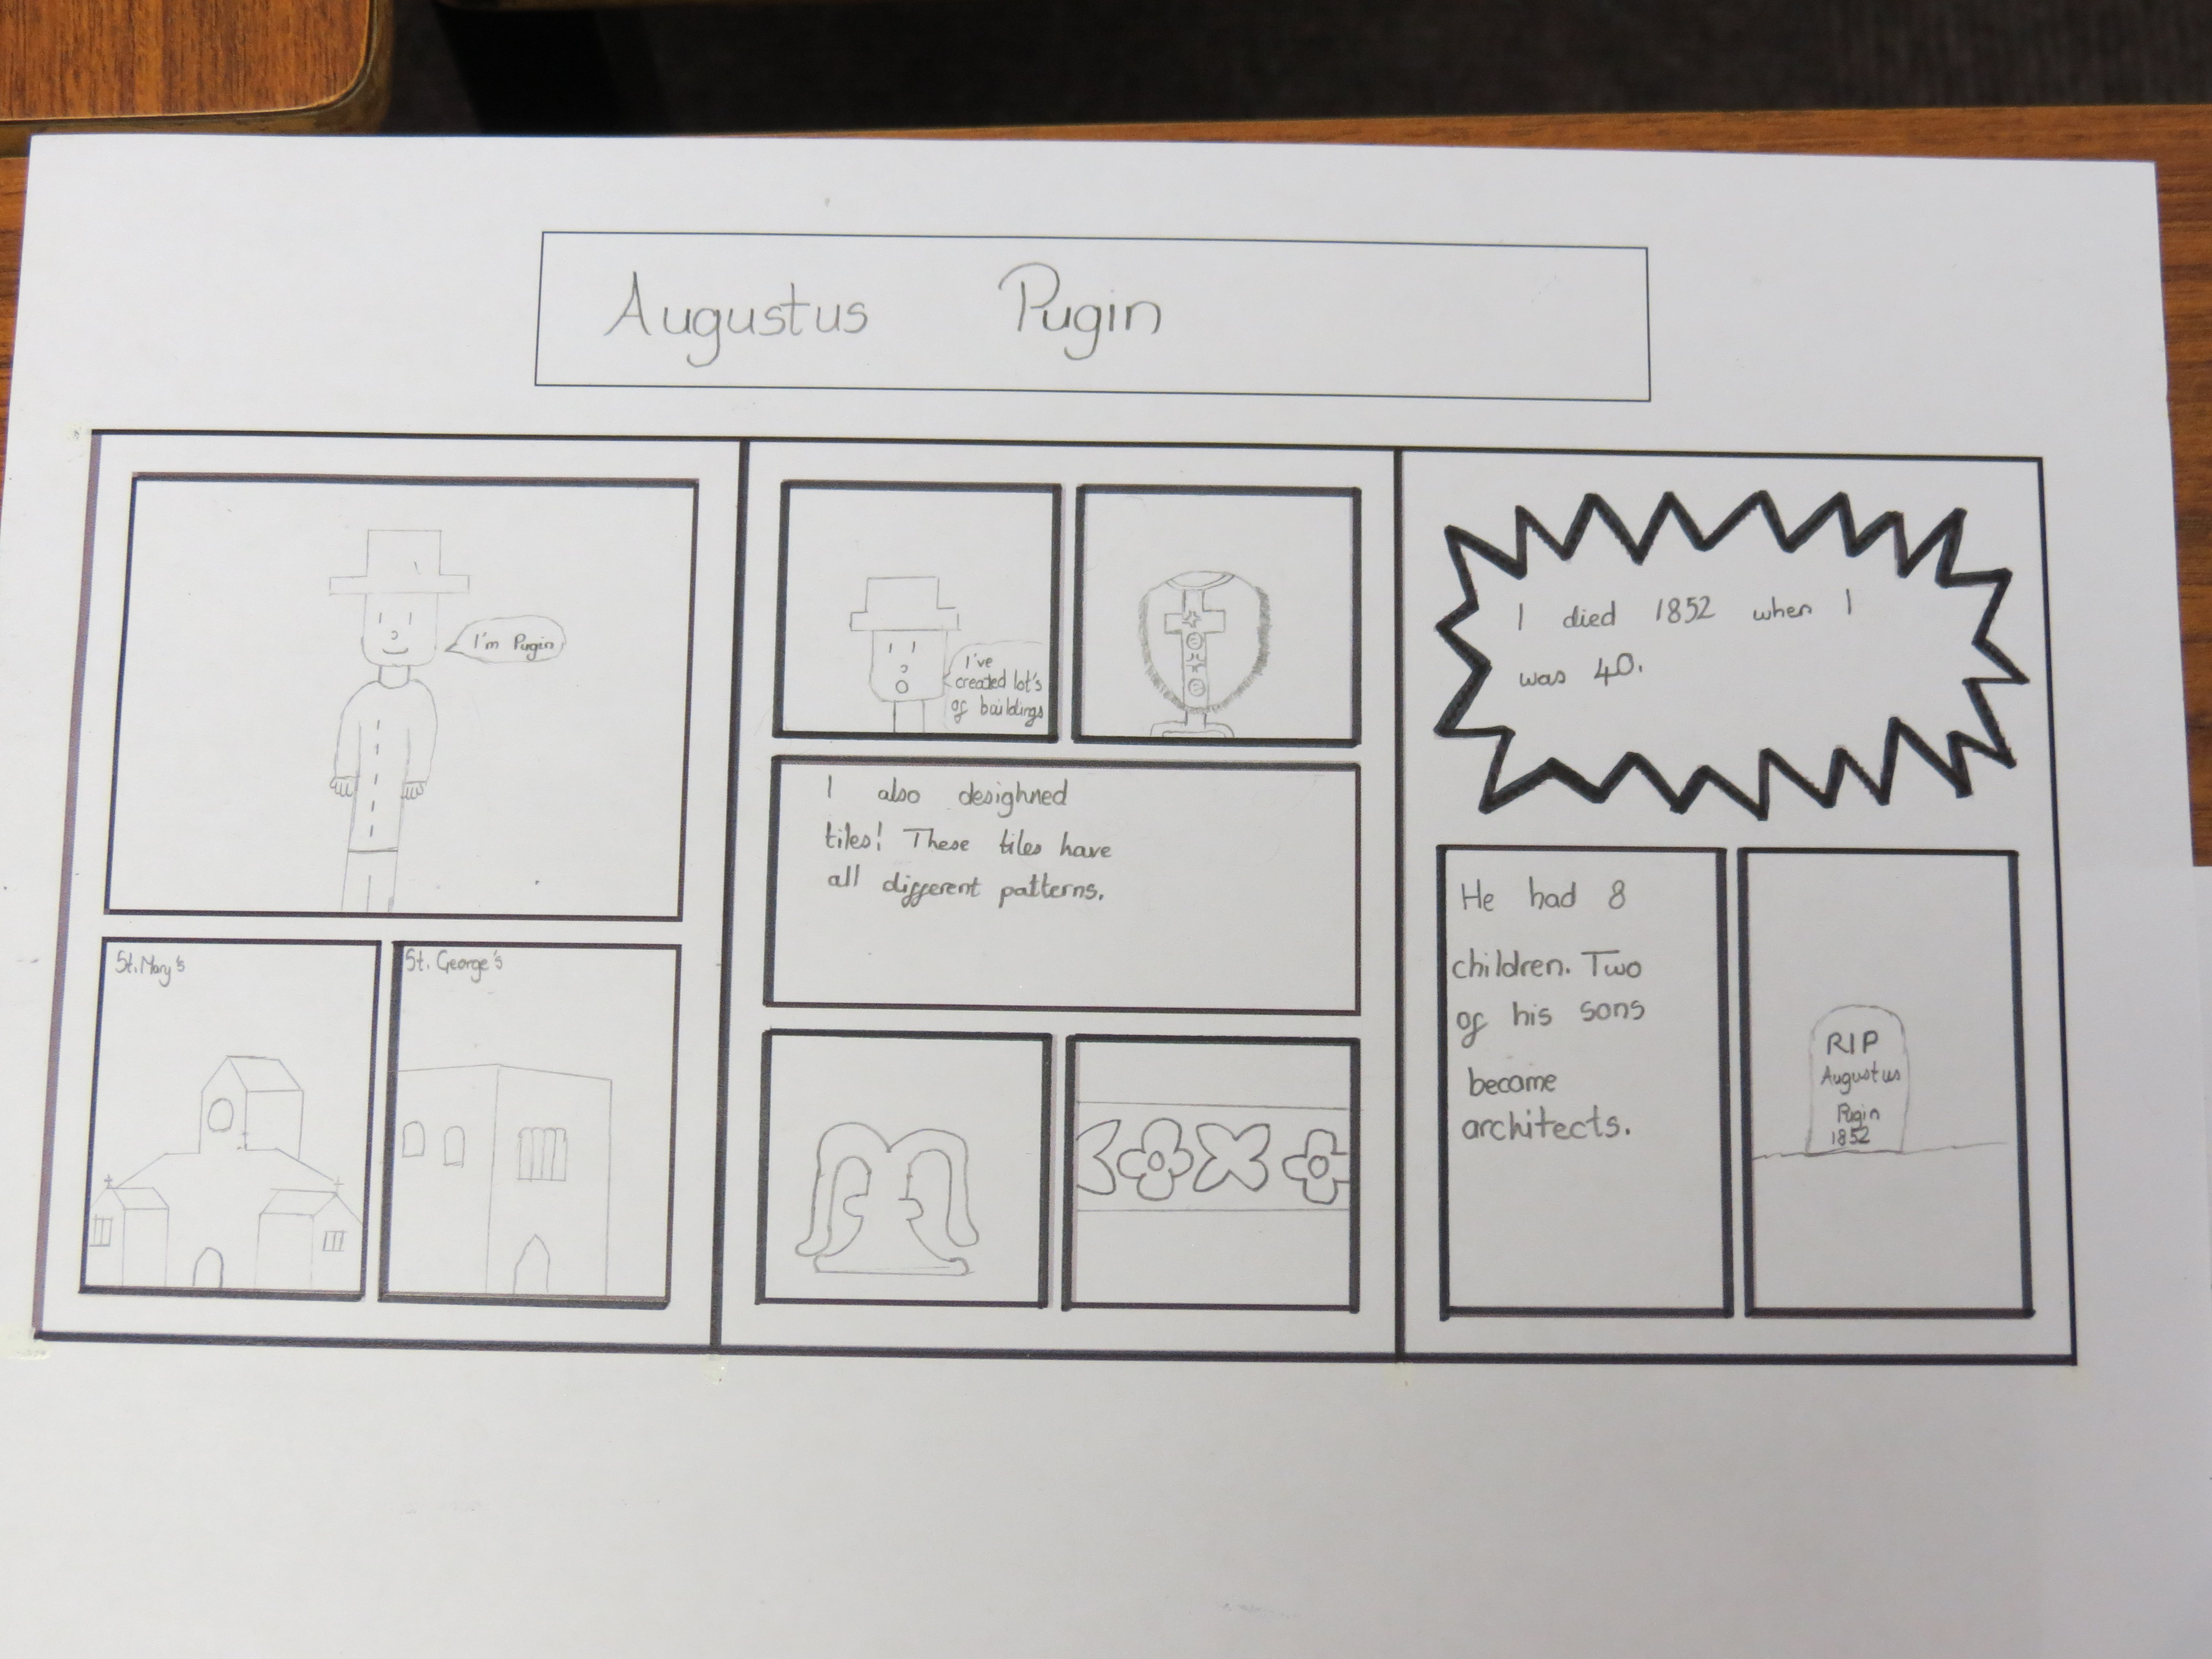 Augustus Pugin
I'm Pugin
St. Mary's
St. George's
I've
created lot's
of buildings
I also desighned
tiles! These tiles have
all different patterns.
I died 1852 when I
was 40.
He had 8
children. Two
of his sons
became
architects.
RIP
Augustus
Pugin
1852